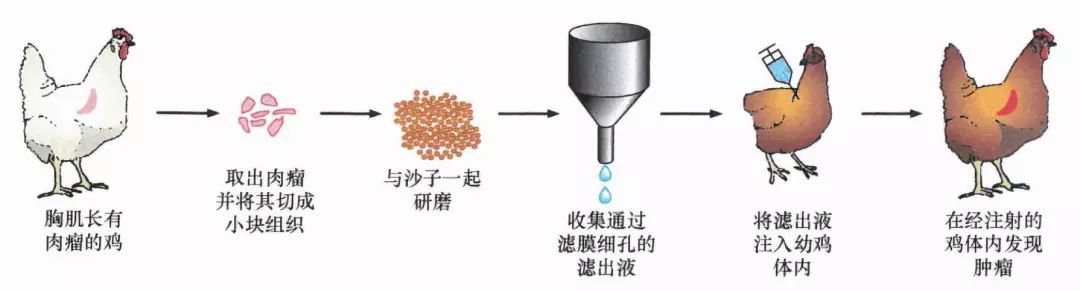 胸肌长有
肉瘤的鸡
取出肉瘤
并将其切成
小块组织
与沙子一起
研磨
收集通过
滤膜细孔的
滤出液
将滤出液
注入幼鸡
体内
在经注射的
鸡体内发现
肿瘤